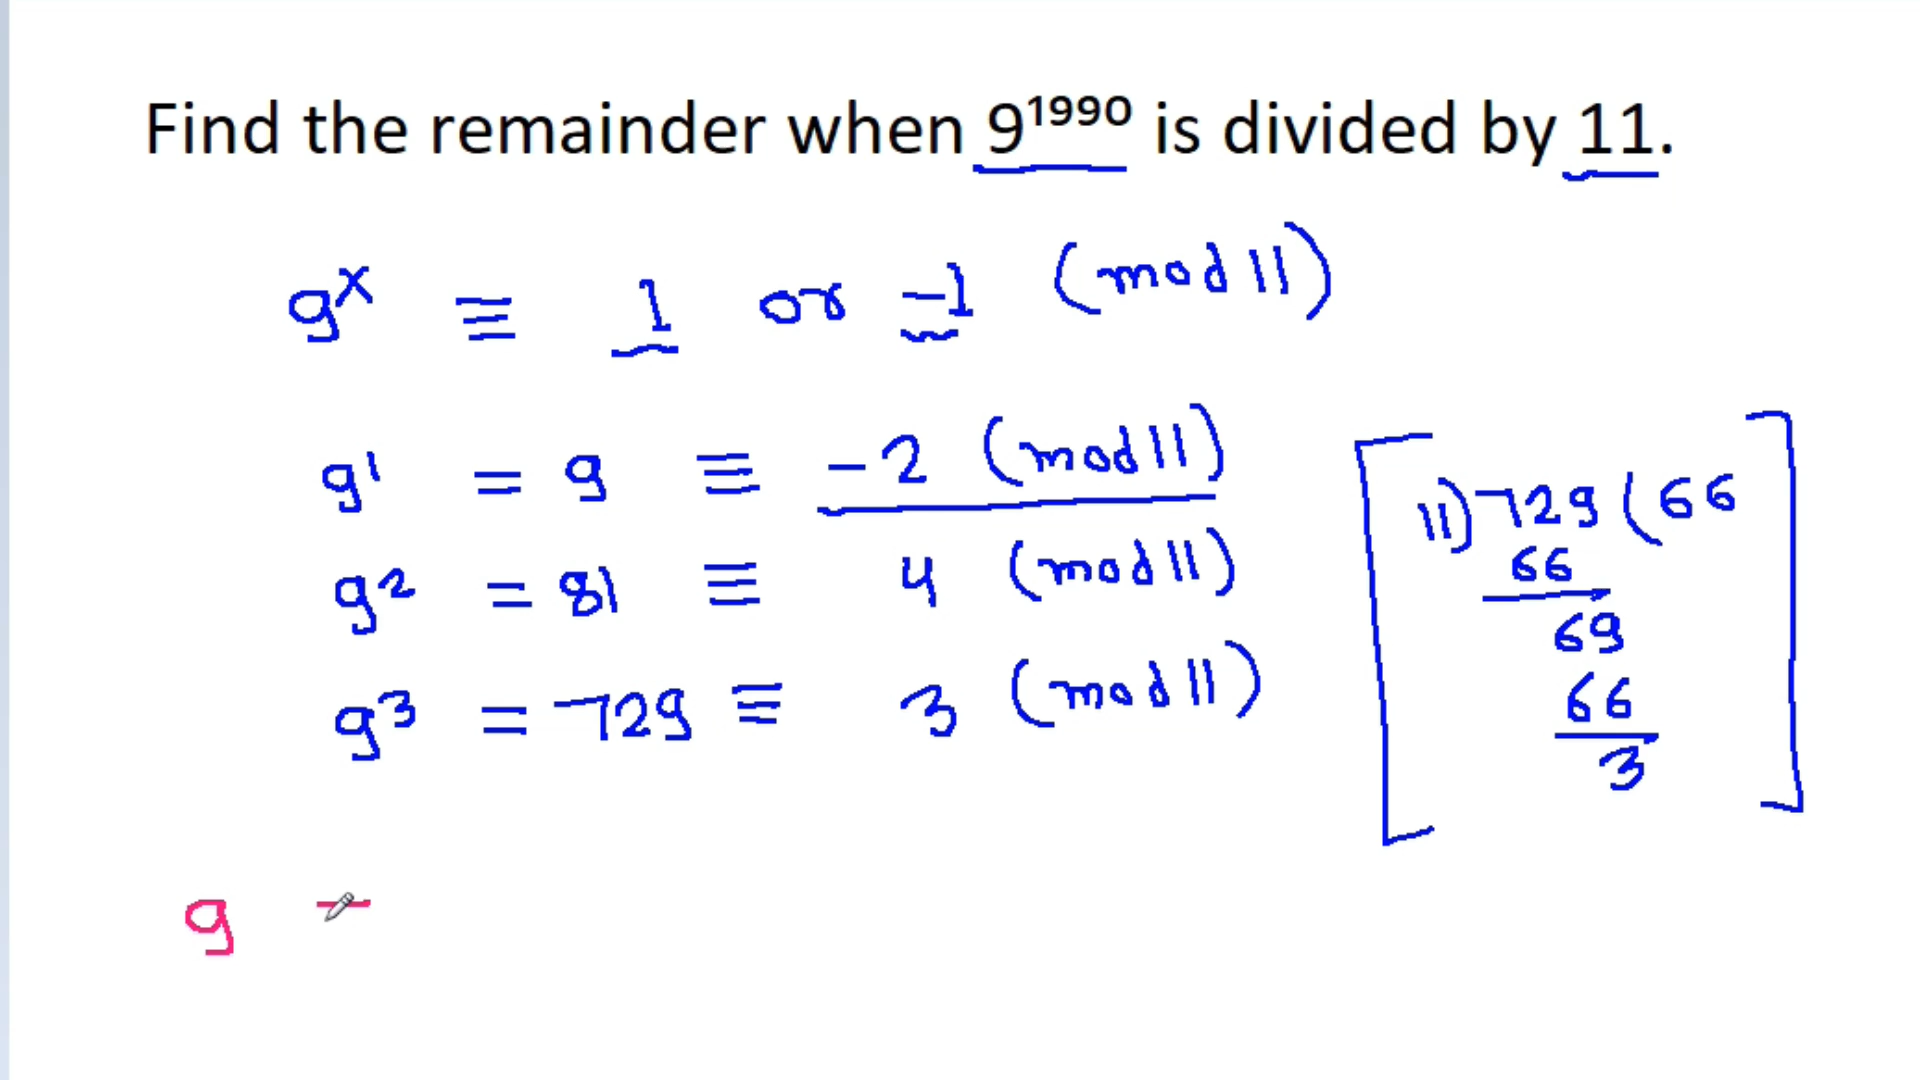 Find the remainder when 9¹⁹⁹⁰ is divided by 11.
9ˣ ≡ 1 or -1 (mod 11)
9¹ = 9 ≡ -2 (mod 11)
9² = 81 ≡ 4 (mod 11)
9³ = 729 ≡ 3 (mod 11)
11)729(66
66
69
66
3
9 -